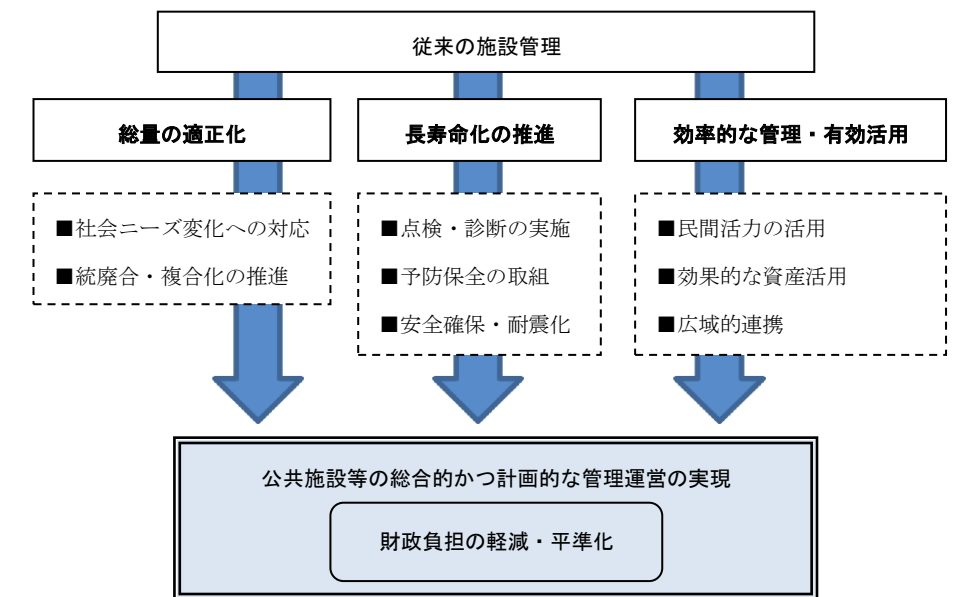 従来の施設管理
総量の適正化
■社会ニーズ変化への対応
■統廃合・複合化の推進
長寿命化の推進
■点検・診断の実施
■予防保全の取組
■安全確保・耐震化
効率的な管理・有効活用
■民間活力の活用
■効果的な資産活用
■広域的連携
公共施設等の総合的かつ計画的な管理運営の実現
財政負担の軽減・平準化